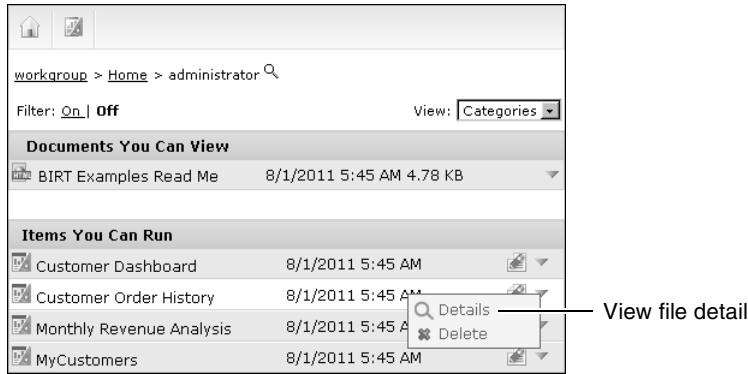 workgroup > Home > administrator
Filter: On | Off View: Categories
Documents You Can View
BIRT Examples Read Me 8/1/2011 5:45 AM 4.78 KB
Items You Can Run
Customer Dashboard 8/1/2011 5:45 AM
Customer Order History 8/1/2011 5:45 AM
Details View file detail
Monthly Revenue Analysis 8/1/2011 5:45 A
Delete
MyCustomers 8/1/2011 5:45 AM